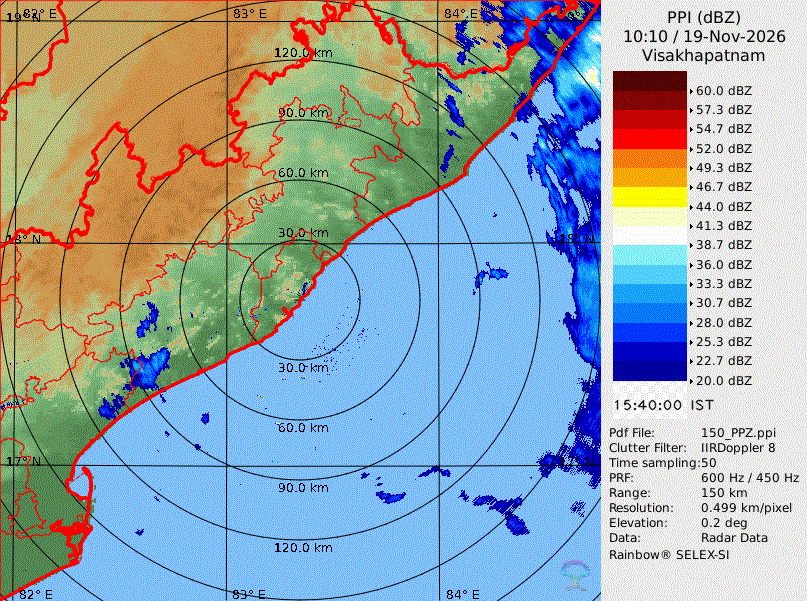 19° N
82° E
83° E
84° E
19° N
120.0 km
90.0 km
60.0 km
30.0 km
18° N
18° N
30.0 km
60.0 km
17° N
17° N
90.0 km
120.0 km
82° E
83° E
84° E
PPI (dBZ)
10:10 / 19-Nov-2026
Visakhapatnam
60.0 dBZ
57.3 dBZ
54.7 dBZ
52.0 dBZ
49.3 dBZ
46.7 dBZ
44.0 dBZ
41.3 dBZ
38.7 dBZ
36.0 dBZ
33.3 dBZ
30.7 dBZ
28.0 dBZ
25.3 dBZ
22.7 dBZ
20.0 dBZ
15:40:00 IST
Pdf File: 150_PPZ.ppi
Clutter Filter: IIRDoppler 8
Time sampling:50
PRF: 600 Hz / 450 Hz
Range: 150 km
Resolution: 0.499 km/pixel
Elevation: 0.2 deg
Data: Radar Data
Rainbow® SELEX-SI